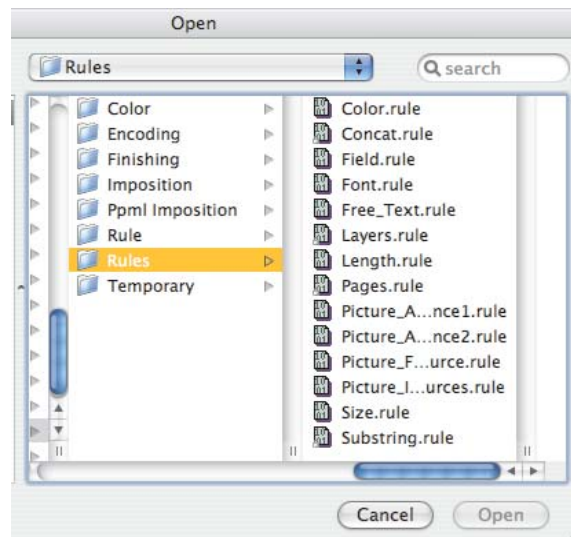 Open
Rules
search
Color
Encoding
Finishing
Imposition
Ppml Imposition
Rule
Rules
Temporary
Color.rule
Concat.rule
Field.rule
Font.rule
Free_Text.rule
Layers.rule
Length.rule
Pages.rule
Picture_A...nce1.rule
Picture_A...nce2.rule
Picture_F...urce.rule
Picture_I...urces.rule
Size.rule
Substring.rule
Cancel
Open